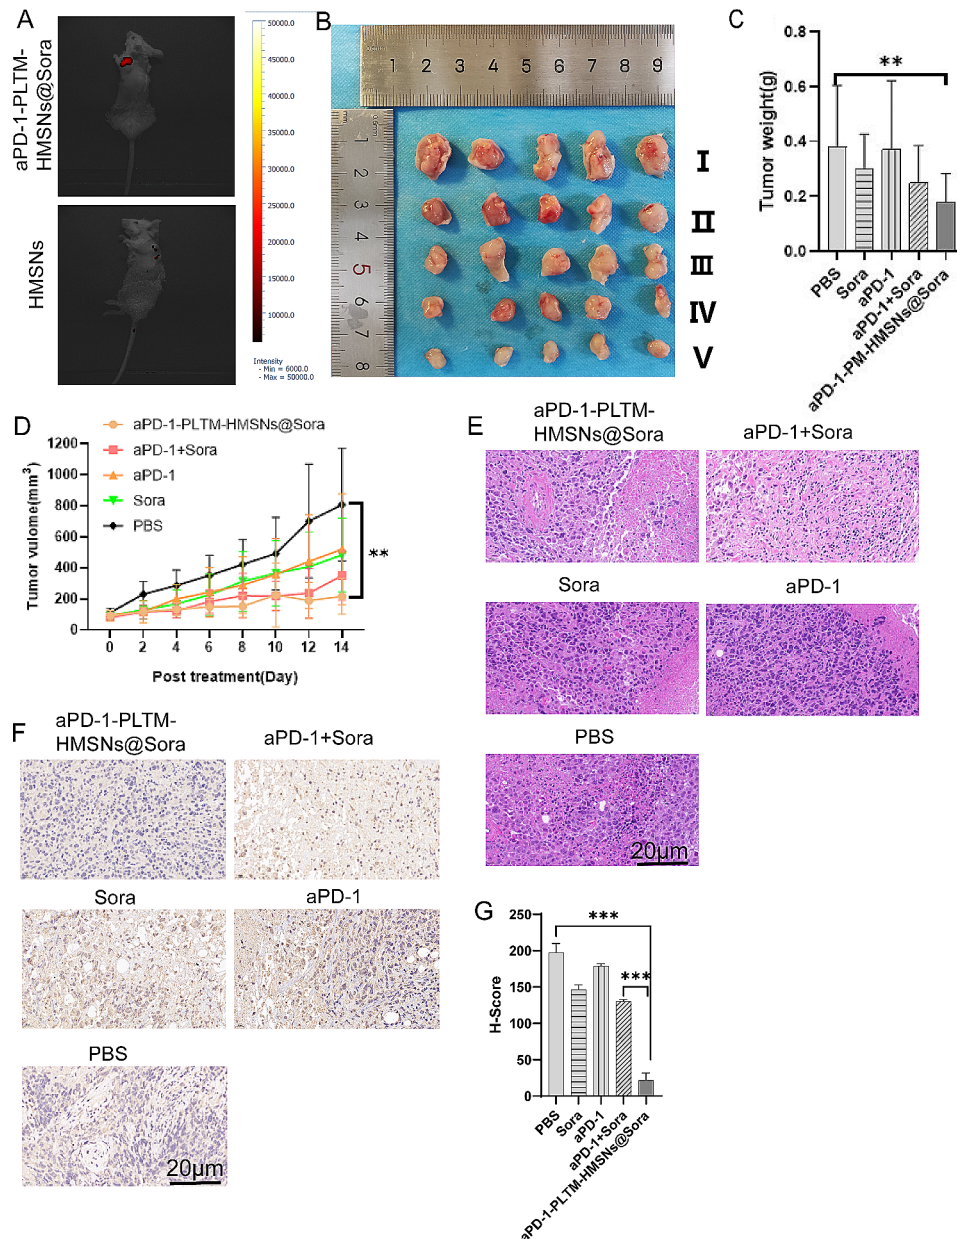 A
aPD-1-PLTM-
HMSNs@Sora
HMSNs
50000.0
45000.0
40000.0
35000.0
30000.0
25000.0
20000.0
15000.0
10000.0
Intensity
- Min = 6000.0
- Max = 50000.0
B
1 2 3 4 5 6 7 8 9
0.5mm
1
2
3
4
5
6
7
8
I
II
III
IV
V
C
Tumor weight(g)
0.8
0.6
0.4
0.2
0.0
**
PBS
Sora
aPD-1
aPD-1+Sora
aPD-1-PM-HMSNs@Sora
D
Tumor vulome(mm³)
1200
1000
800
600
400
200
0
aPD-1-PLTM-HMSNs@Sora
aPD-1+Sora
aPD-1
Sora
PBS
**
0 2 4 6 8 10 12 14
Post treatment(Day)
E
aPD-1-PLTM-
HMSNs@Sora
aPD-1+Sora
Sora
aPD-1
PBS
20μm
F
aPD-1-PLTM-
HMSNs@Sora
aPD-1+Sora
Sora
aPD-1
PBS
20μm
G
H-Score
250
200
150
100
50
0
***
***
PBS
Sora
aPD-1
aPD-1+Sora
aPD-1-PLTM-HMSNs@Sora